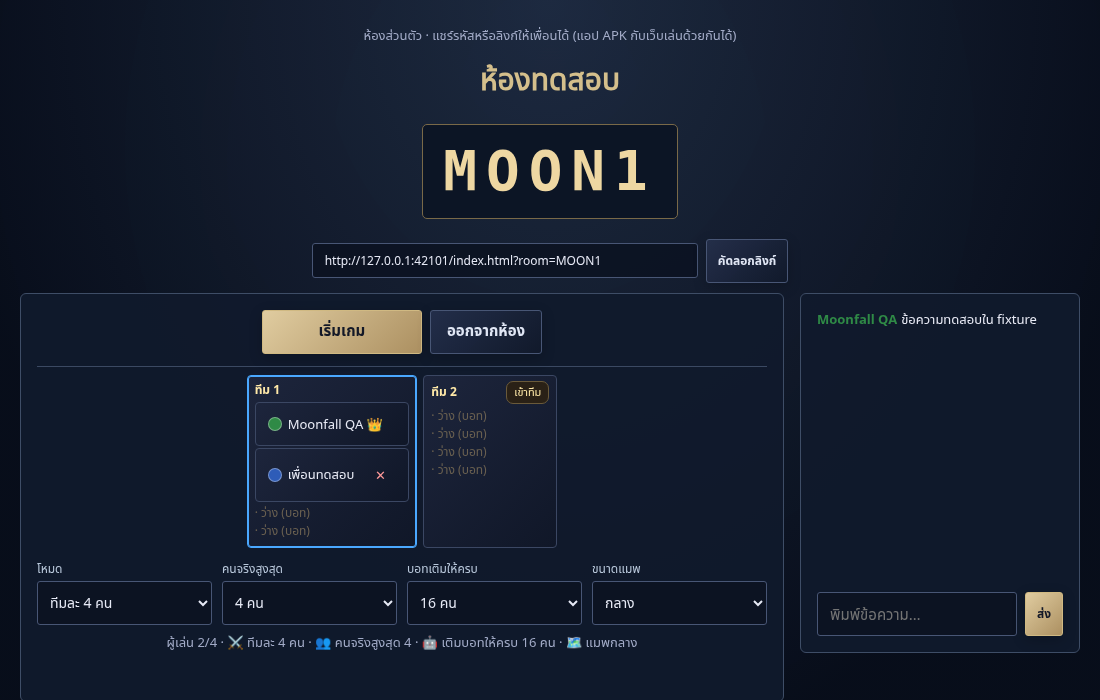 ห้องส่วนตัว · แชร์รหัสหรือลิงก์ให้เพื่อนได้ (แอป APK กับเว็บเล่นด้วยกันได้)
ห้องทดสอบ
MOON1
http://127.0.0.1:42101/index.html?room=MOON1
คัดลอกลิงก์
เริ่มเกม
ออกจากห้อง
ทีม 1
Moonfall QA 👑
เพื่อนทดสอบ ✕
· ว่าง (บอท)
· ว่าง (บอท)
ทีม 2
เข้าทีม
· ว่าง (บอท)
· ว่าง (บอท)
· ว่าง (บอท)
· ว่าง (บอท)
โหมด
ทีมละ 4 คน
คนจริงสูงสุด
4 คน
บอทเติมให้ครบ
16 คน
ขนาดแมพ
กลาง
ผู้เล่น 2/4 · ⚔️ ทีมละ 4 คน · 👥 คนจริงสูงสุด 4 · 🤖 เติมบอทให้ครบ 16 คน · 🗺️ แมพกลาง
Moonfall QA ข้อความทดสอบใน fixture
พิมพ์ข้อความ...
ส่ง